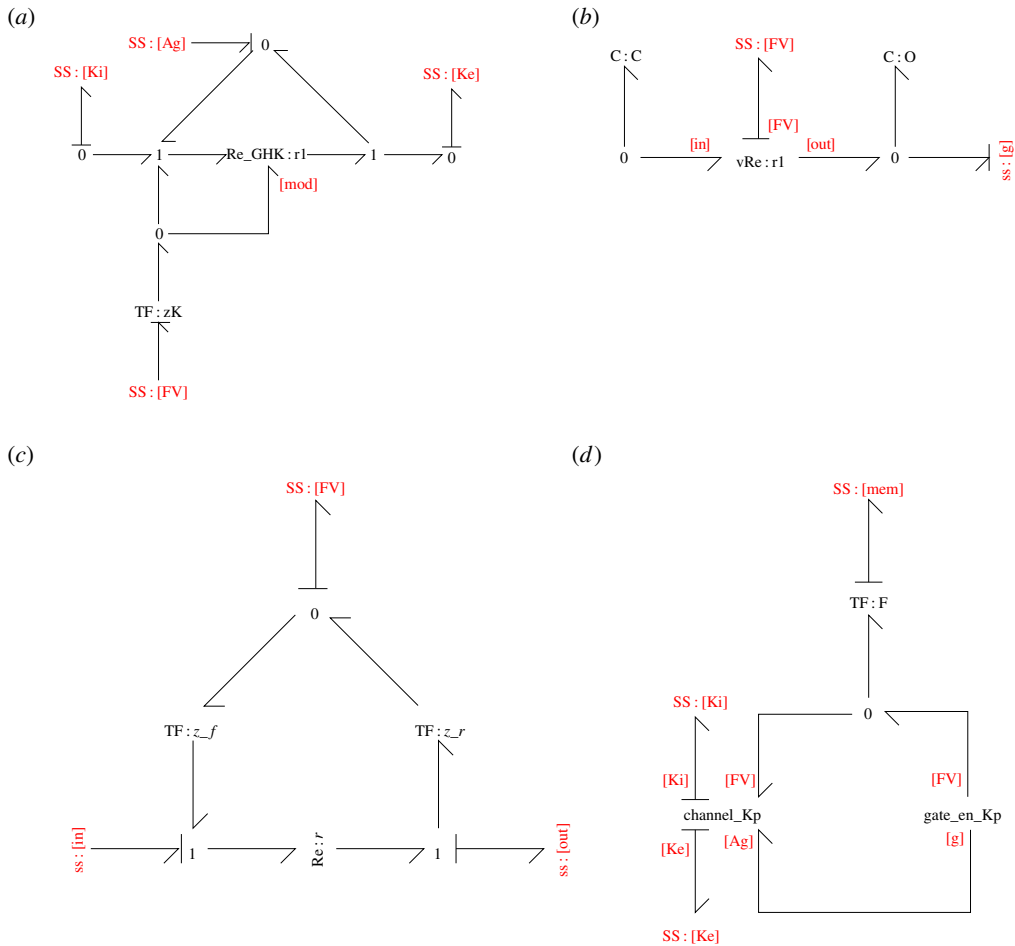 (a)
SS : [Ag]
0
SS : [Ki]
SS : [Ke]
0
1
Re_GHK : r1
1
0
[mod]
0
TF : zK
SS : [FV]
(b)
C : C
SS : [FV]
C : O
[FV]
0
[in]
vRe : r1
[out]
0
ss : [g]
(c)
SS : [FV]
0
TF : z_f
TF : z_r
ss : [in]
1
Re : r
1
ss : [out]
(d)
SS : [mem]
TF : F
SS : [Ki]
0
[Ki]
[FV]
[FV]
channel_Kp
gate_en_Kp
[Ke]
[Ag]
[g]
SS : [Ke]